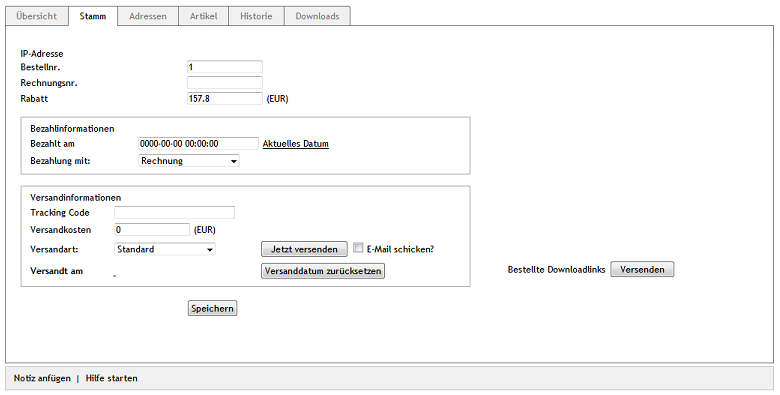 Übersicht Stamm Adressen Artikel Historie Downloads
IP-Adresse
Bestellnr. 1
Rechnungsnr.
Rabatt 157.8 (EUR)
Bezahlinformationen
Bezahlt am 0000-00-00 00:00:00 Aktuelles Datum
Bezahlung mit: Rechnung
Versandinformationen
Tracking Code
Versandkosten 0 (EUR)
Versandart: Standard Jetzt versenden E-Mail schicken?
Versandt am - Versanddatum zurücksetzen Bestellte Downloadlinks Versenden
Speichern
Notiz anfügen | Hilfe starten